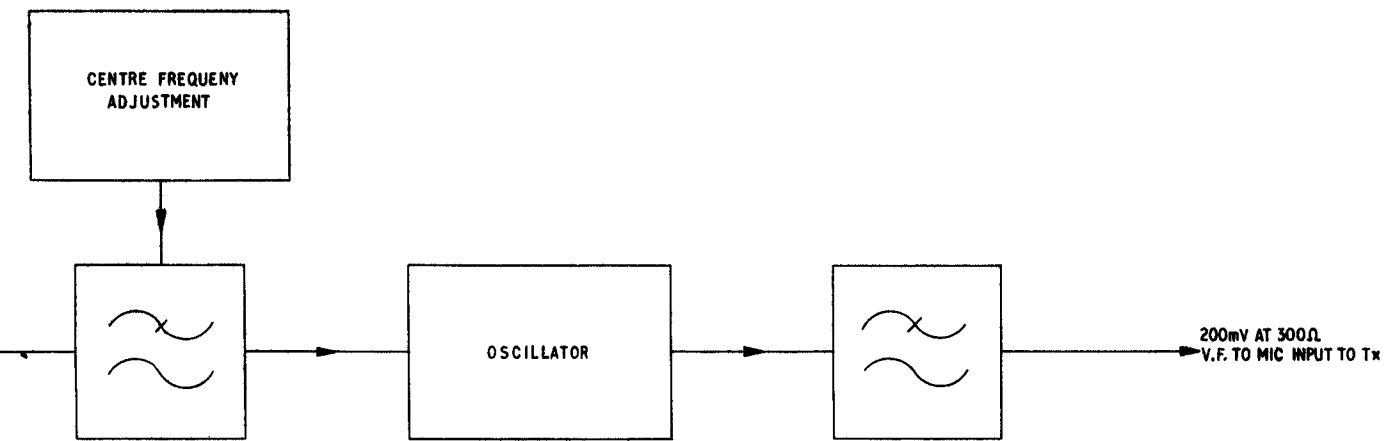 CENTRE FREQUENY
ADJUSTMENT
OSCILLATOR
200mV AT 300Ω
V.F. TO MIC INPUT TO Tx